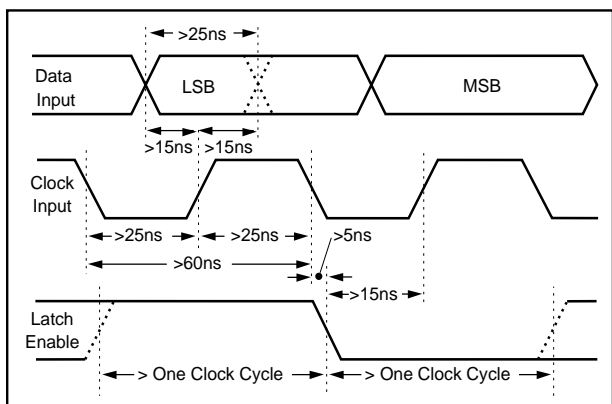 >25ns
Data
Input
LSB
MSB
>15ns
>15ns
Clock
Input
>25ns
>25ns
>5ns
>60ns
>15ns
Latch
Enable
> One Clock Cycle
> One Clock Cycle